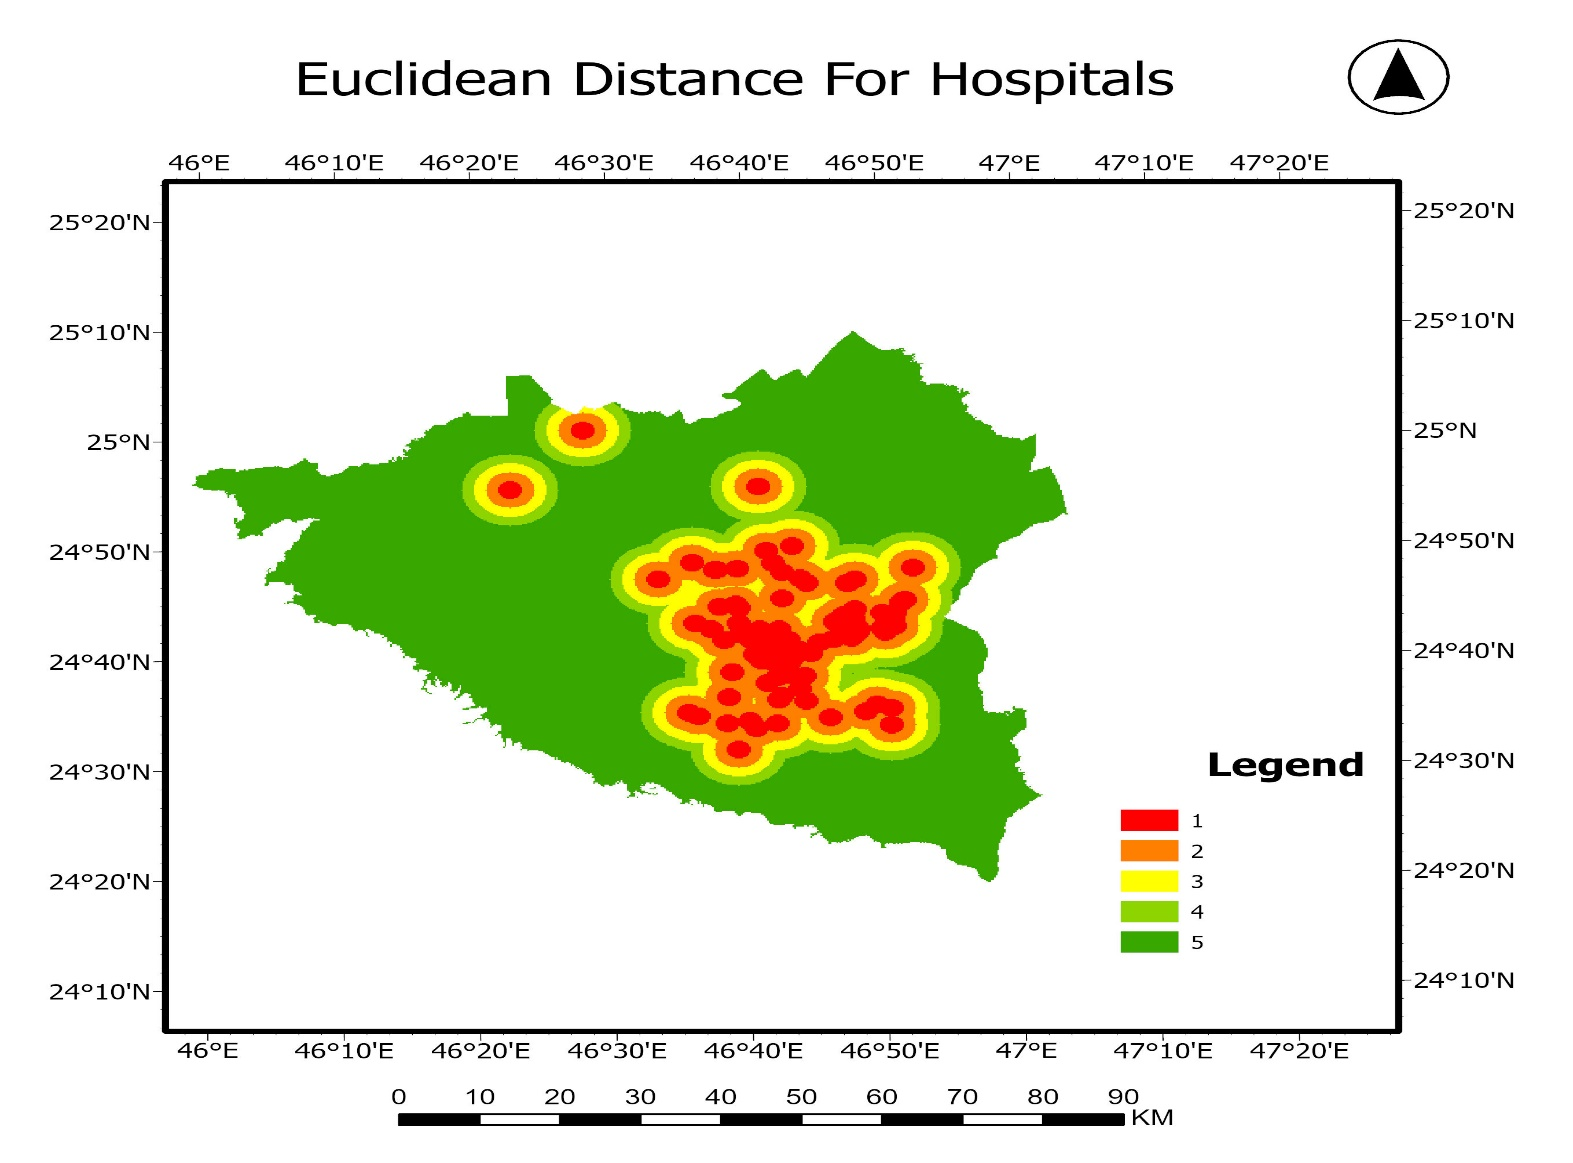 Euclidean Distance For Hospitals
46°E 46°10'E 46°20'E 46°30'E 46°40'E 46°50'E 47°E 47°10'E 47°20'E
25°20'N 25°20'N
25°10'N 25°10'N
25°N 25°N
24°50'N 24°50'N
24°40'N 24°40'N
24°30'N 24°30'N
Legend
1
2
3
4
5
24°20'N 24°20'N
24°10'N 24°10'N
46°E 46°10'E 46°20'E 46°30'E 46°40'E 46°50'E 47°E 47°10'E 47°20'E
0 10 20 30 40 50 60 70 80 90
KM